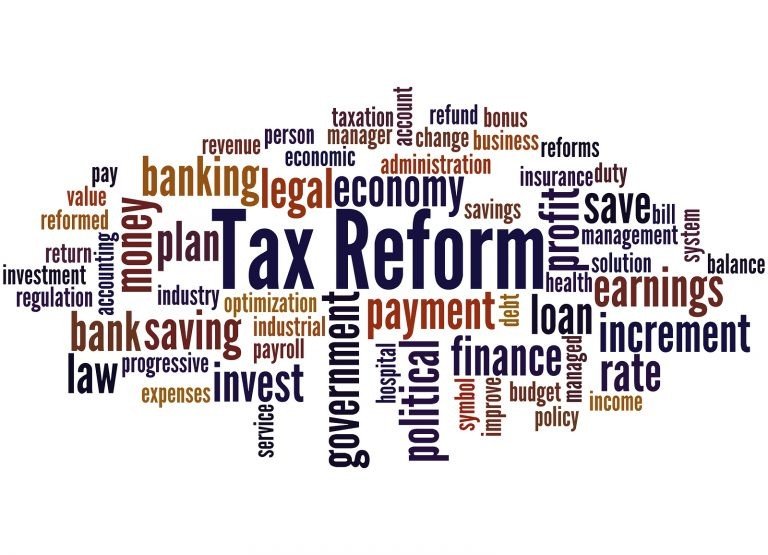 taxation
account
refund
bonus
revenue
person
manager
change
business
reforms
economic
administration
insurance
duty
pay
banking
legal
economy
value
savings
profit
save
bill
reformed
money
plan
Tax Reform
management
system
return
accounting
solution
balance
investment
health
earnings
regulation
industry
optimization
government
payment
debt
loan
increment
bank
saving
industrial
payroll
hospital
political
finance
managed
rate
law
progressive
invest
expenses
symbol
improve
budget
income
service
policy